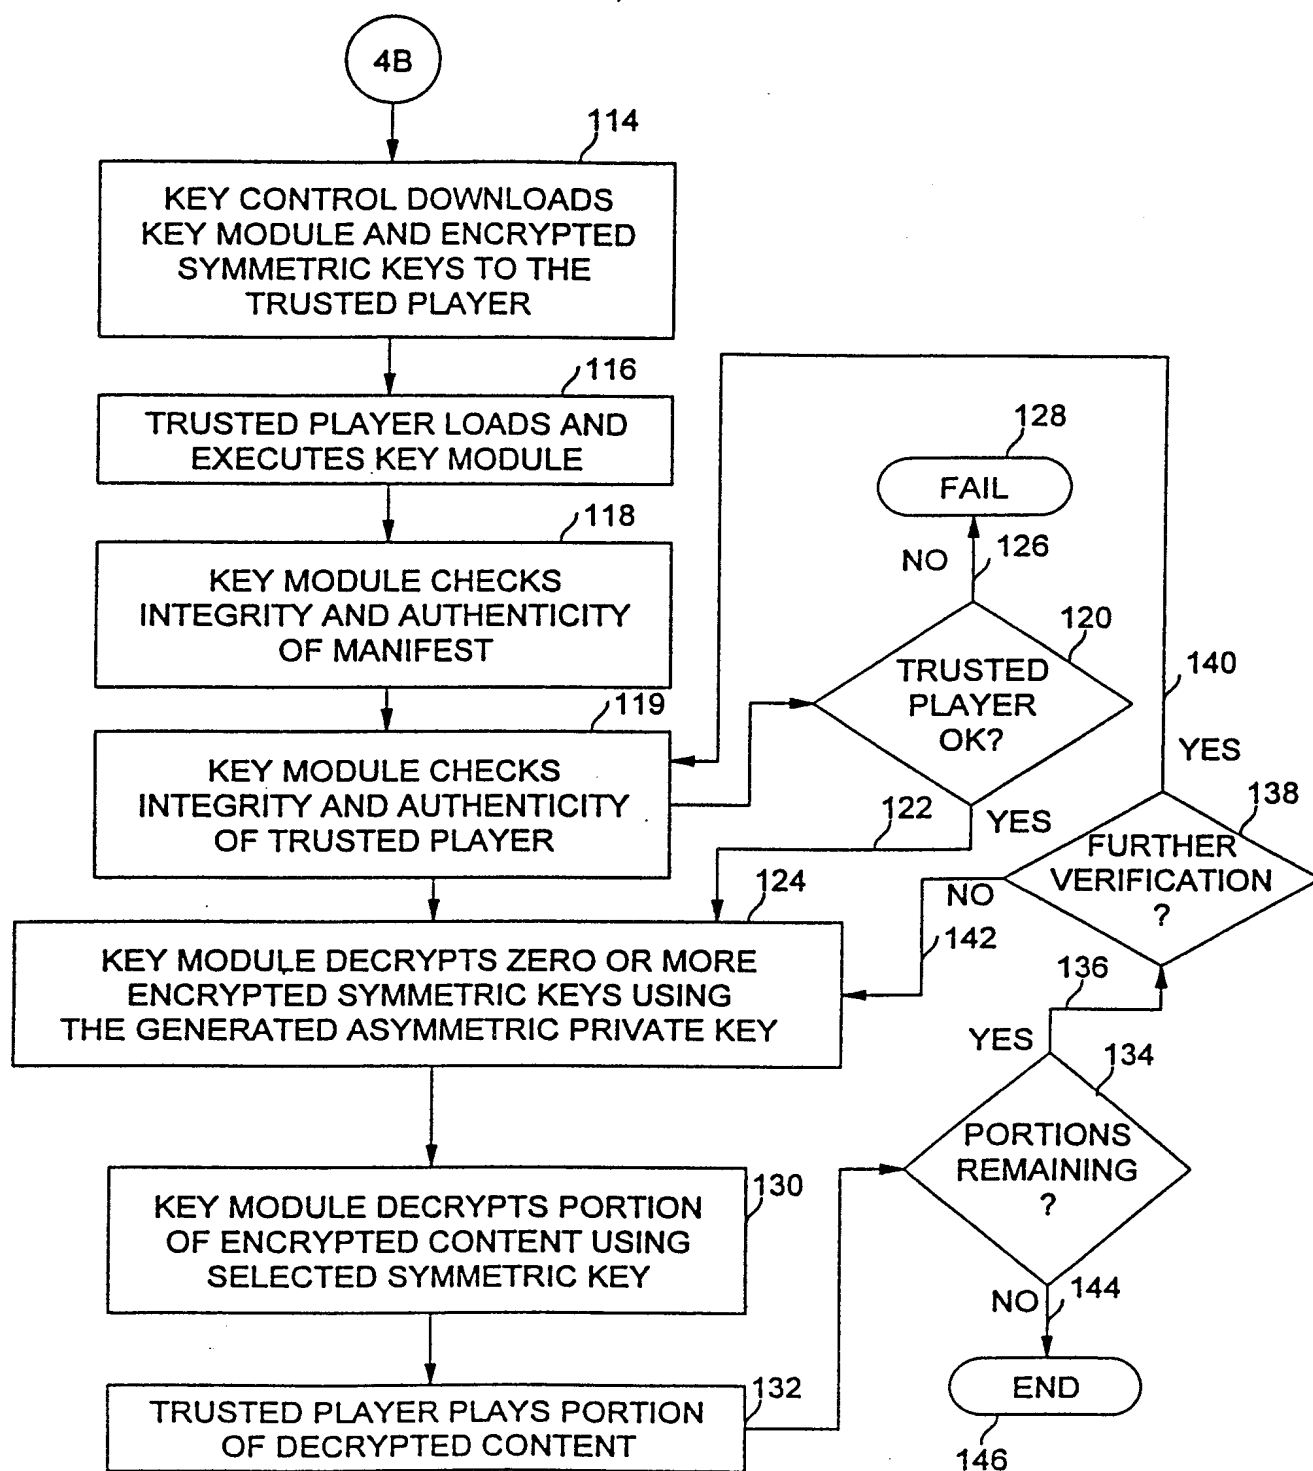 4B
114
KEY CONTROL DOWNLOADS
KEY MODULE AND ENCRYPTED
SYMMETRIC KEYS TO THE
TRUSTED PLAYER
116
TRUSTED PLAYER LOADS AND
EXECUTES KEY MODULE
118
KEY MODULE CHECKS
INTEGRITY AND AUTHENTICITY
OF MANIFEST
119
KEY MODULE CHECKS
INTEGRITY AND AUTHENTICITY
OF TRUSTED PLAYER
128
FAIL
NO
126
120
TRUSTED
PLAYER
OK?
122
YES
140
YES
138
FURTHER
VERIFICATION
?
NO
142
124
KEY MODULE DECRYPTS ZERO OR MORE
ENCRYPTED SYMMETRIC KEYS USING
THE GENERATED ASYMMETRIC PRIVATE KEY
136
YES
134
PORTIONS
REMAINING
?
130
KEY MODULE DECRYPTS PORTION
OF ENCRYPTED CONTENT USING
SELECTED SYMMETRIC KEY
NO
144
132
TRUSTED PLAYER PLAYS PORTION
OF DECRYPTED CONTENT
END
146